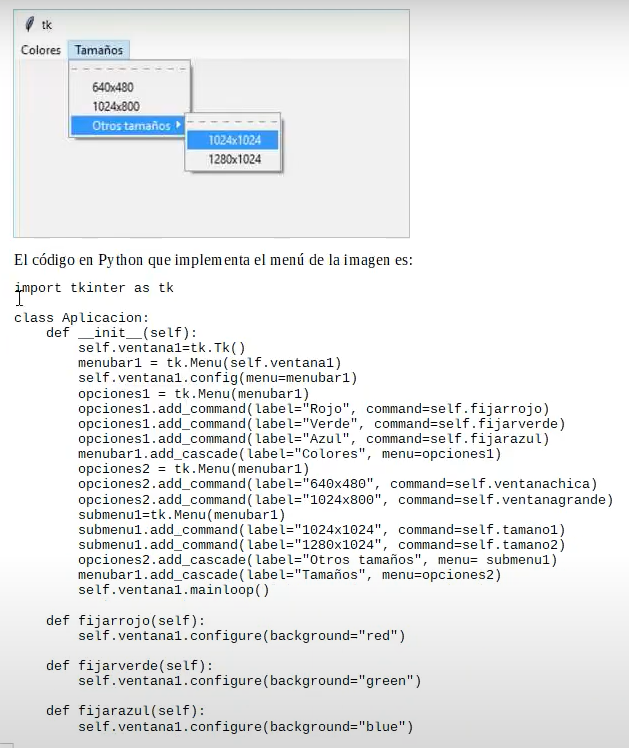 tk
Colores Tamaños
640x480
1024x800
Otros tamaños
1024x1024
1280x1024
El código en Python que implementa el menú de la imagen es:
import tkinter as tk
class Aplicacion:
    def __init__(self):
        self.ventana1=tk.Tk()
        menubar1 = tk.Menu(self.ventana1)
        self.ventana1.config(menu=menubar1)
        opciones1 = tk.Menu(menubar1)
        opciones1.add_command(label="Rojo", command=self.fijarrojo)
        opciones1.add_command(label="Verde", command=self.fijarverde)
        opciones1.add_command(label="Azul", command=self.fijarazul)
        menubar1.add_cascade(label="Colores", menu=opciones1)
        opciones2 = tk.Menu(menubar1)
        opciones2.add_command(label="640x480", command=self.ventanachica)
        opciones2.add_command(label="1024x800", command=self.ventanagrande)
        submenu1=tk.Menu(menubar1)
        submenu1.add_command(label="1024x1024", command=self.tamano1)
        submenu1.add_command(label="1280x1024", command=self.tamano2)
        opciones2.add_cascade(label="Otros tamaños", menu= submenu1)
        menubar1.add_cascade(label="Tamaños", menu=opciones2)
        self.ventana1.mainloop()
    def fijarrojo(self):
        self.ventana1.configure(background="red")
    def fijarverde(self):
        self.ventana1.configure(background="green")
    def fijarazul(self):
        self.ventana1.configure(background="blue")